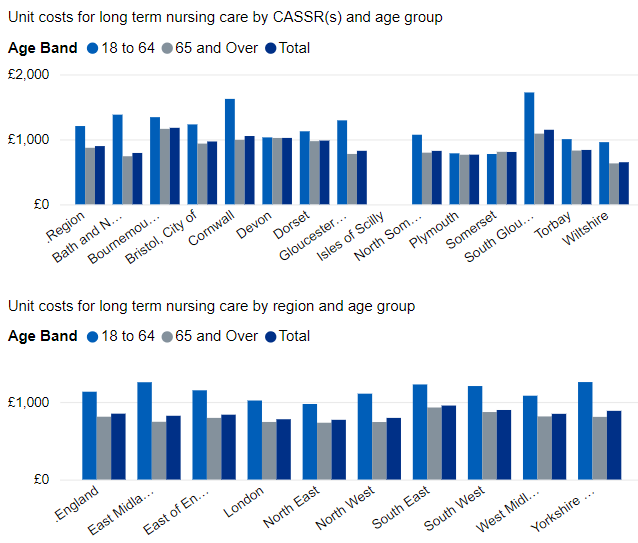 Unit costs for long term nursing care by CASSR(s) and age group
Age Band 18 to 64 65 and Over Total
£2,000
£1,000
£0
.Region
Bath and N…
Bournemou…
Bristol, City of
Cornwall
Devon
Dorset
Gloucester…
Isles of Scilly
North Som…
Plymouth
Somerset
South Glou…
Torbay
Wiltshire
Unit costs for long term nursing care by region and age group
Age Band 18 to 64 65 and Over Total
£1,000
£0
.England
East Midla…
East of En…
London
North East
North West
South East
South West
West Midl…
Yorkshire …